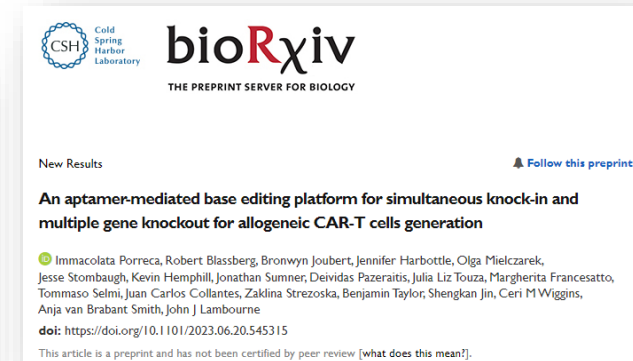 CSH
Cold
Spring
Harbor
Laboratory
bioRxiv
THE PREPRINT SERVER FOR BIOLOGY
New Results
Follow this preprint
An aptamer-mediated base editing platform for simultaneous knock-in and
multiple gene knockout for allogeneic CAR-T cells generation
iD Immacolata Porreca, Robert Blassberg, Bronwyn Joubert, Jennifer Harbottle, Olga Mielczarek,
Jesse Stombaugh, Kevin Hemphill, Jonathan Sumner, Deividas Pazeraitis, Julia Liz Touza, Margherita Francesatto,
Tommaso Selmi, Juan Carlos Collantes, Zaklina Strezoska, Benjamin Taylor, Shengkan Jin, Ceri M Wiggins,
Anja van Brabant Smith, John J Lambourne
doi: https://doi.org/10.1101/2023.06.20.545315
This article is a preprint and has not been certified by peer review [what does this mean?].